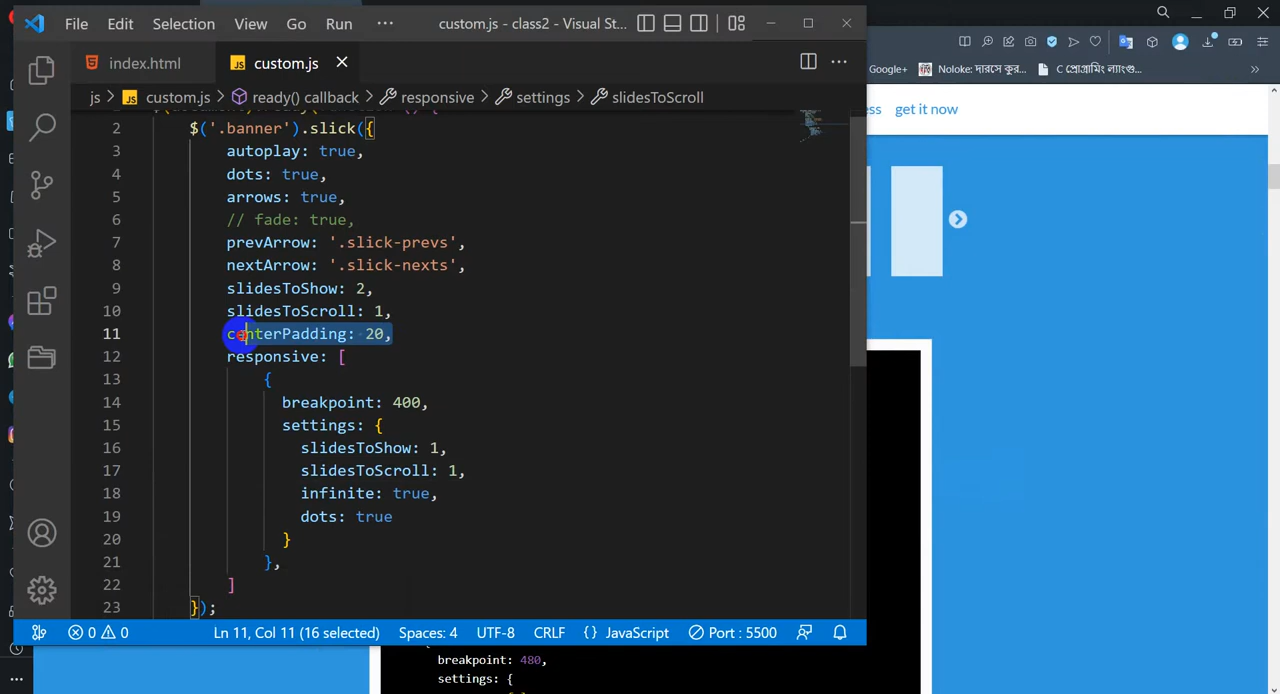 File Edit Selection View Go Run ··· custom.js - class2 - Visual St...
index.html custom.js
js > custom.js > ready() callback > responsive > settings > slidesToScroll
Google+ Noloke: দারসে কুর... C প্রোগ্রামিং ল্যাংগু...
ess get it now
2 $('.banner').slick({
3 autoplay: true,
4 dots: true,
5 arrows: true,
6 // fade: true,
7 prevArrow: '.slick-prevs',
8 nextArrow: '.slick-nexts',
9 slidesToShow: 2,
10 slidesToScroll: 1,
11 centerPadding: 20,
12 responsive: [
13 {
14 breakpoint: 400,
15 settings: {
16 slidesToShow: 1,
17 slidesToScroll: 1,
18 infinite: true,
19 dots: true
20 }
21 },
22 ]
23 });
0 0 Ln 11, Col 11 (16 selected) Spaces: 4 UTF-8 CRLF {} JavaScript Port : 5500
breakpoint: 480,
settings: {